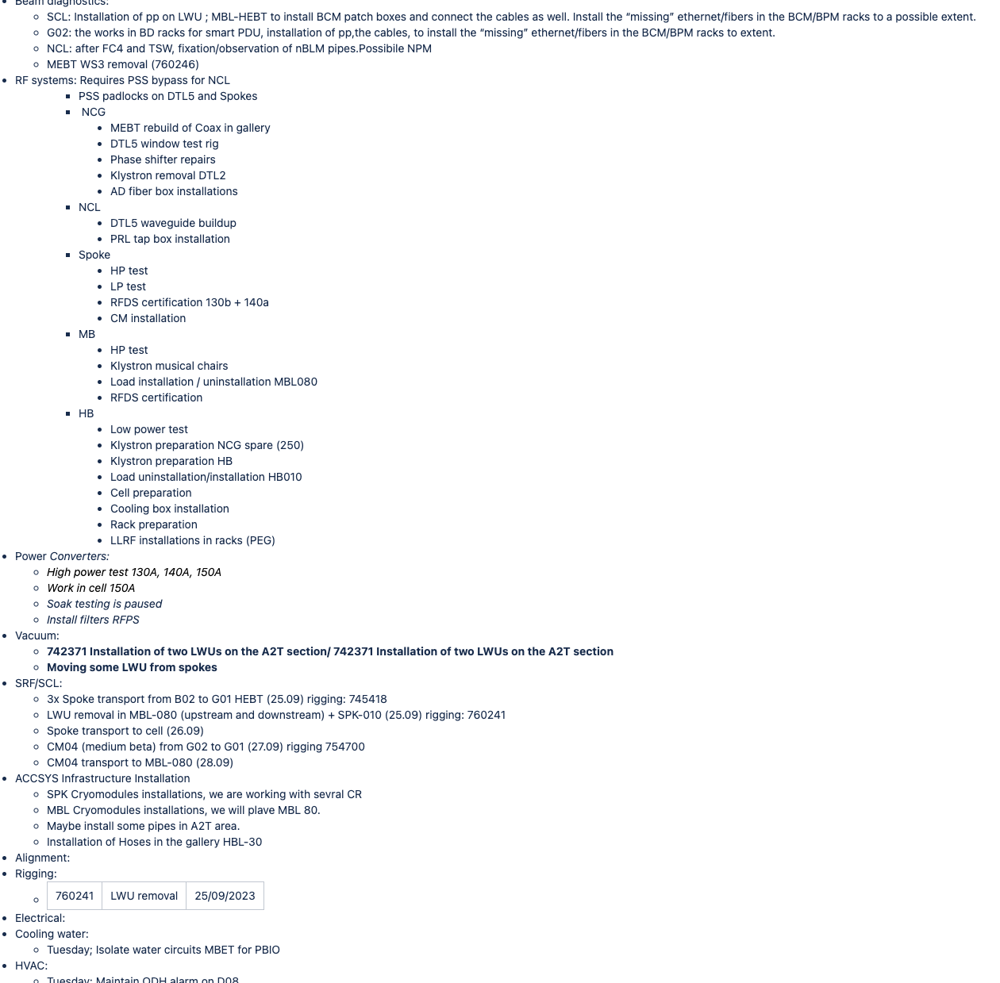 Beam diagnostics:
SCL: Installation of pp on LWU ; MBL-HEBT to install BCM patch boxes and connect the cables as well. Install the “missing” ethernet/fibers in the BCM/BPM racks to a possible extent.
G02: the works in BD racks for smart PDU, installation of pp,the cables, to install the “missing” ethernet/fibers in the BCM/BPM racks to extent.
NCL: after FC4 and TSW, fixation/observation of nBLM pipes.Possibile NPM
MEBT WS3 removal (760246)
RF systems: Requires PSS bypass for NCL
PSS padlocks on DTL5 and Spokes
NCG
MEBT rebuild of Coax in gallery
DTL5 window test rig
Phase shifter repairs
Klystron removal DTL2
AD fiber box installations
NCL
DTL5 waveguide buildup
PRL tap box installation
Spoke
HP test
LP test
RFDS certification 130b + 140a
CM installation
MB
HP test
Klystron musical chairs
Load installation / uninstallation MBL080
RFDS certification
HB
Low power test
Klystron preparation NCG spare (250)
Klystron preparation HB
Load uninstallation/installation HB010
Cell preparation
Cooling box installation
Rack preparation
LLRF installations in racks (PEG)
Power Converters:
High power test 130A, 140A, 150A
Work in cell 150A
Soak testing is paused
Install filters RFPS
Vacuum:
742371 Installation of two LWUs on the A2T section/ 742371 Installation of two LWUs on the A2T section
Moving some LWU from spokes
SRF/SCL:
3x Spoke transport from B02 to G01 HEBT (25.09) rigging: 745418
LWU removal in MBL-080 (upstream and downstream) + SPK-010 (25.09) rigging: 760241
Spoke transport to cell (26.09)
CM04 (medium beta) from G02 to G01 (27.09) rigging 754700
CM04 transport to MBL-080 (28.09)
ACCSYS Infrastructure Installation
SPK Cryomodules installations, we are working with sevral CR
MBL Cryomodules installations, we will plave MBL 80.
Maybe install some pipes in A2T area.
Installation of Hoses in the gallery HBL-30
Alignment:
Rigging:
760241 LWU removal 25/09/2023
Electrical:
Cooling water:
Tuesday; Isolate water circuits MBET for PBIO
HVAC:
Tuesday: Maintain ODH alarm on D08